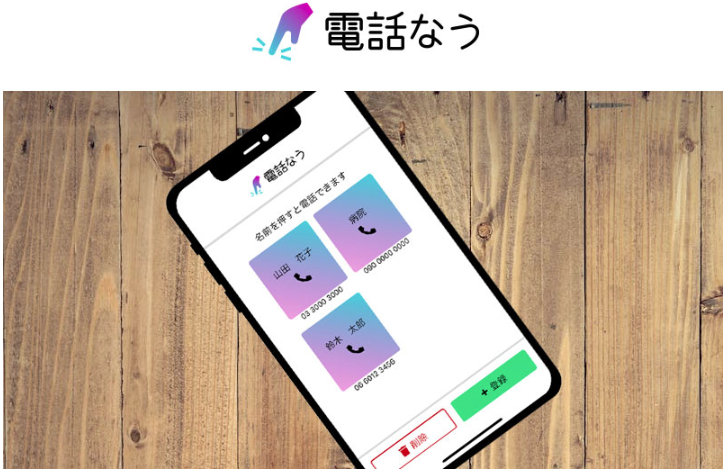 電話なう
電話なう
名前を押すと電話できます
山田 花子
03 3000 3000
病院
090 0000 0000
鈴木 太郎
06 6012 3456
削除
+ 登録